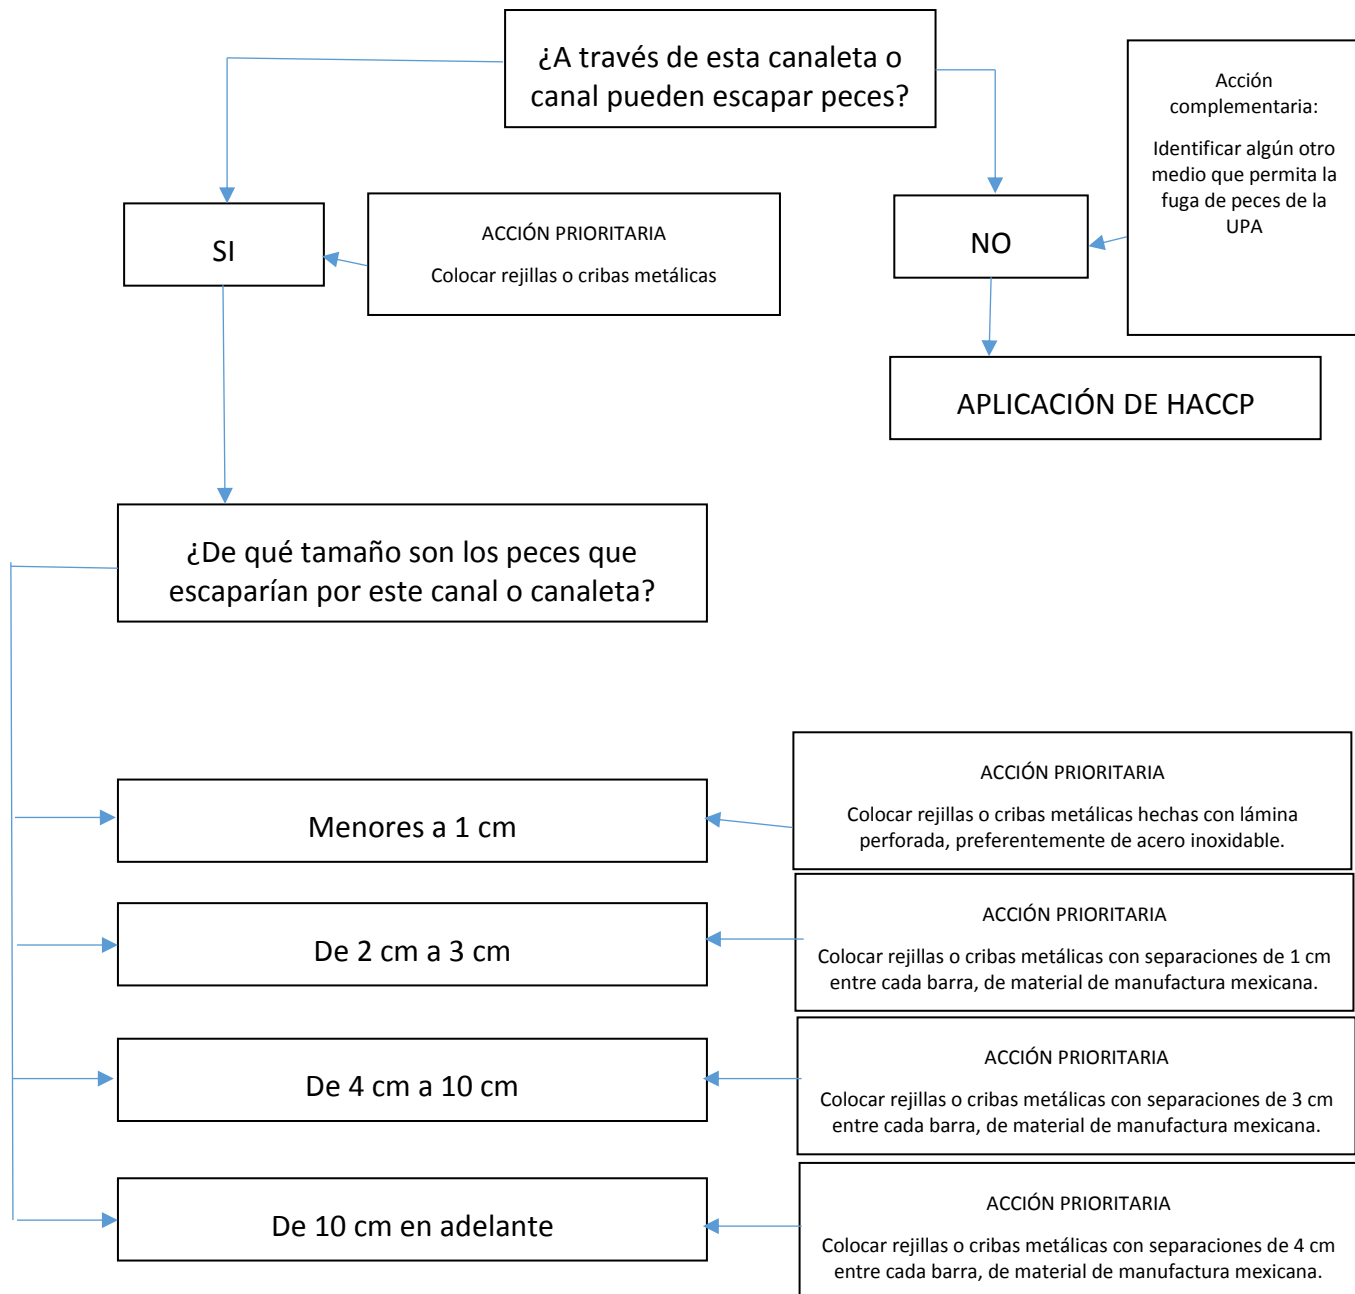 ¿A través de esta canaleta o
canal pueden escapar peces?
Acción
complementaria:
Identificar algún otro
medio que permita la
fuga de peces de la
UPA
SI
ACCIÓN PRIORITARIA
Colocar rejillas o cribas metálicas
NO
APLICACIÓN DE HACCP
¿De qué tamaño son los peces que
escaparían por este canal o canaleta?
Menores a 1 cm
ACCIÓN PRIORITARIA
Colocar rejillas o cribas metálicas hechas con lámina
perforada, preferentemente de acero inoxidable.
De 2 cm a 3 cm
ACCIÓN PRIORITARIA
Colocar rejillas o cribas metálicas con separaciones de 1 cm
entre cada barra, de material de manufactura mexicana.
De 4 cm a 10 cm
ACCIÓN PRIORITARIA
Colocar rejillas o cribas metálicas con separaciones de 3 cm
entre cada barra, de material de manufactura mexicana.
De 10 cm en adelante
ACCIÓN PRIORITARIA
Colocar rejillas o cribas metálicas con separaciones de 4 cm
entre cada barra, de material de manufactura mexicana.